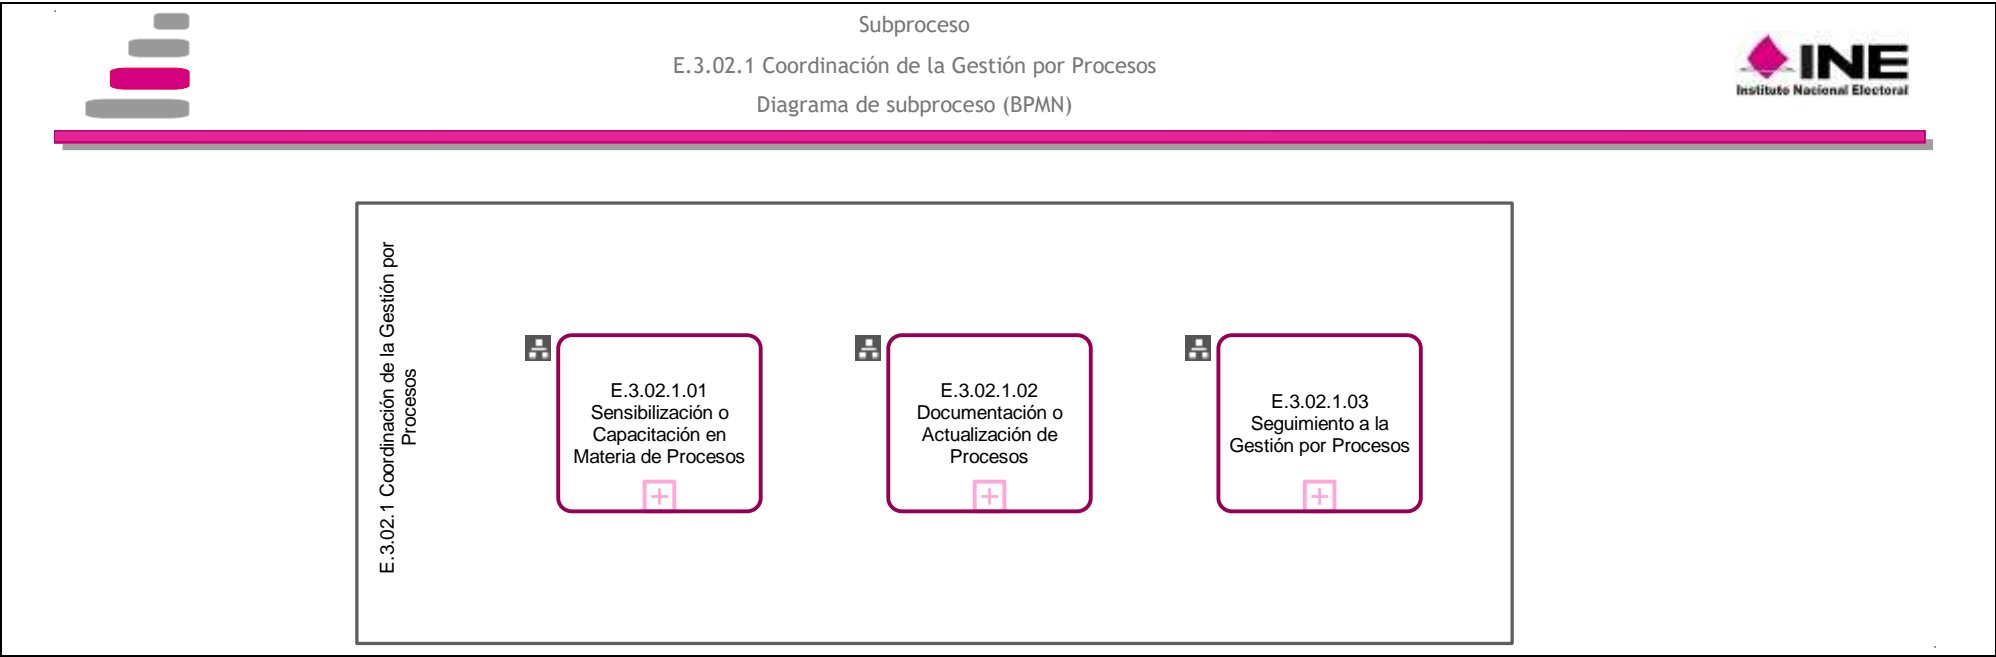 Subproceso
E.3.02.1 Coordinación de la Gestión por Procesos
Diagrama de subproceso (BPMN)
INE
Instituto Nacional Electoral
E.3.02.1 Coordinación de la Gestión por
Procesos
E.3.02.1.01
Sensibilización o
Capacitación en
Materia de Procesos
E.3.02.1.02
Documentación o
Actualización de
Procesos
E.3.02.1.03
Seguimiento a la
Gestión por Procesos